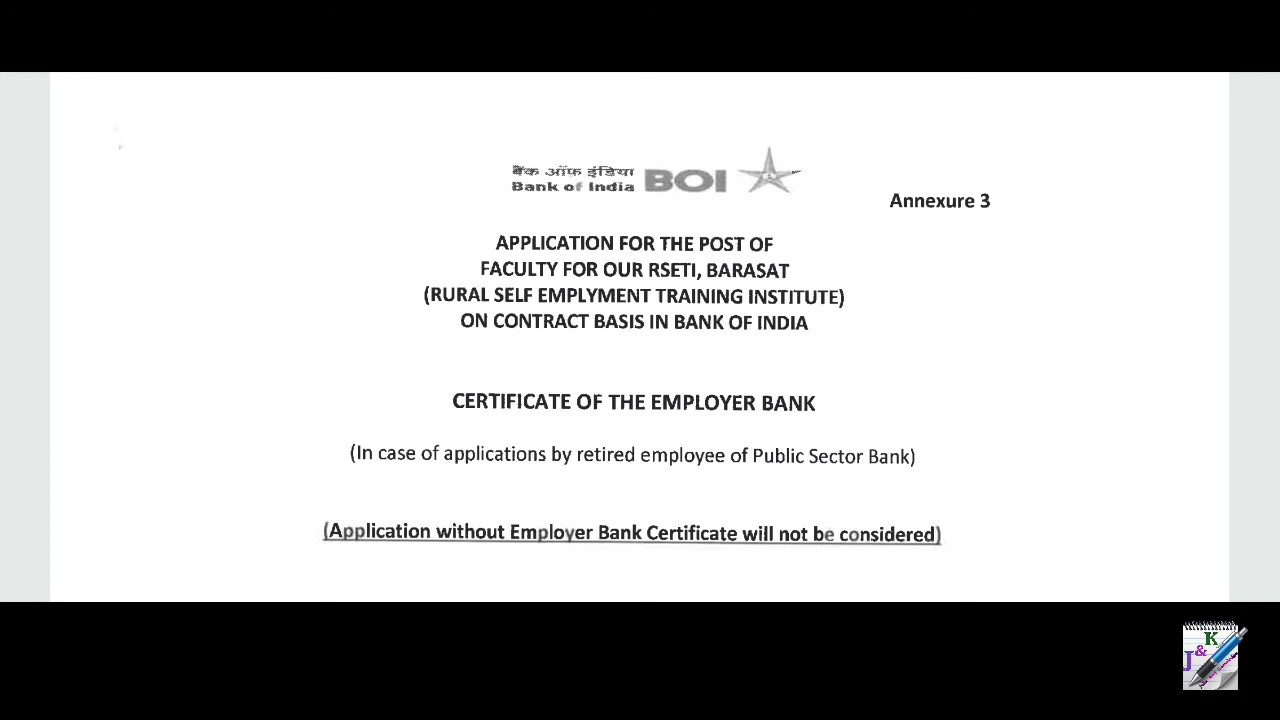 बैंक ऑफ इंडिया
Bank of India BOI
Annexure 3
APPLICATION FOR THE POST OF
FACULTY FOR OUR RSETI, BARASAT
(RURAL SELF EMPLYMENT TRAINING INSTITUTE)
ON CONTRACT BASIS IN BANK OF INDIA
CERTIFICATE OF THE EMPLOYER BANK
(In case of applications by retired employee of Public Sector Bank)
(Application without Employer Bank Certificate will not be considered)
J&K